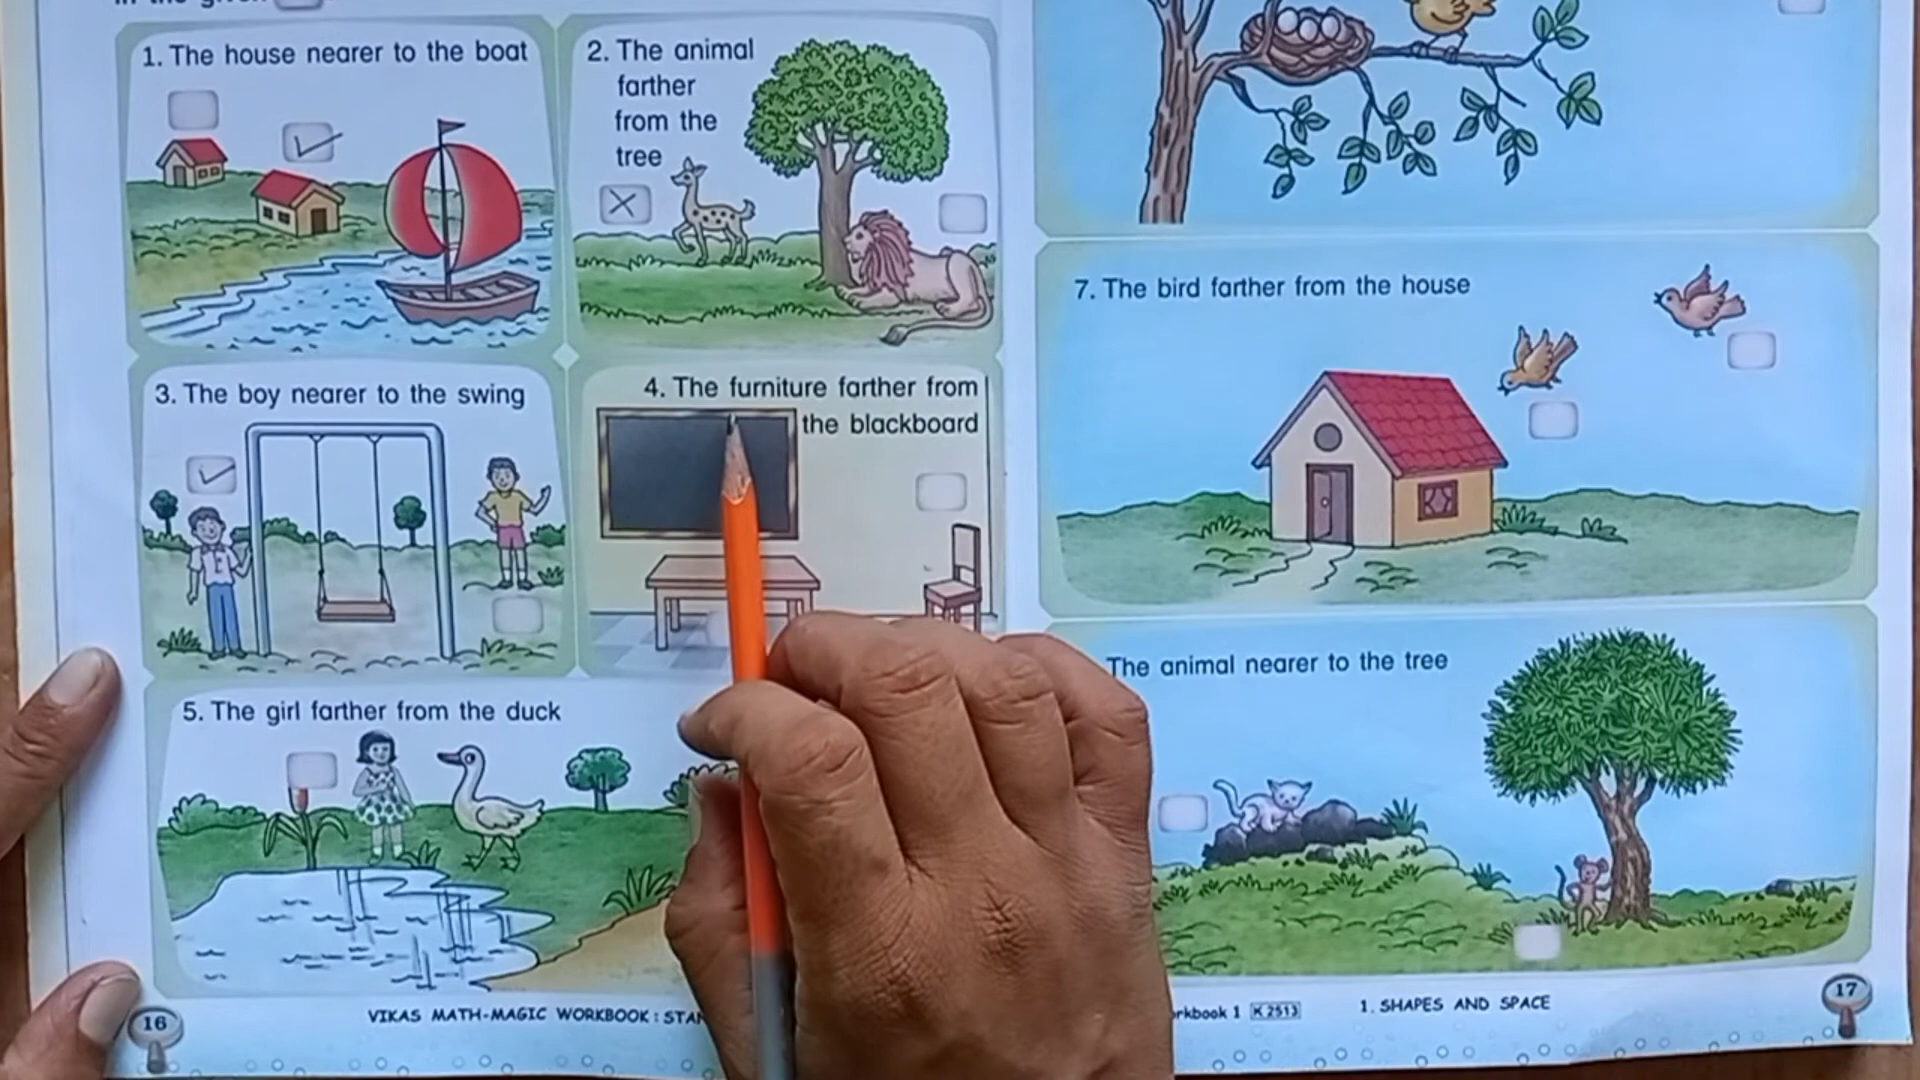 1. The house nearer to the boat
2. The animal
farther
from the
tree
3. The boy nearer to the swing
4. The furniture farther from
the blackboard
5. The girl farther from the duck
16
VIKAS MATH-MAGIC WORKBOOK :
7. The bird farther from the house
The animal nearer to the tree
1 K 2513
1. SHAPES AND SPACE
17